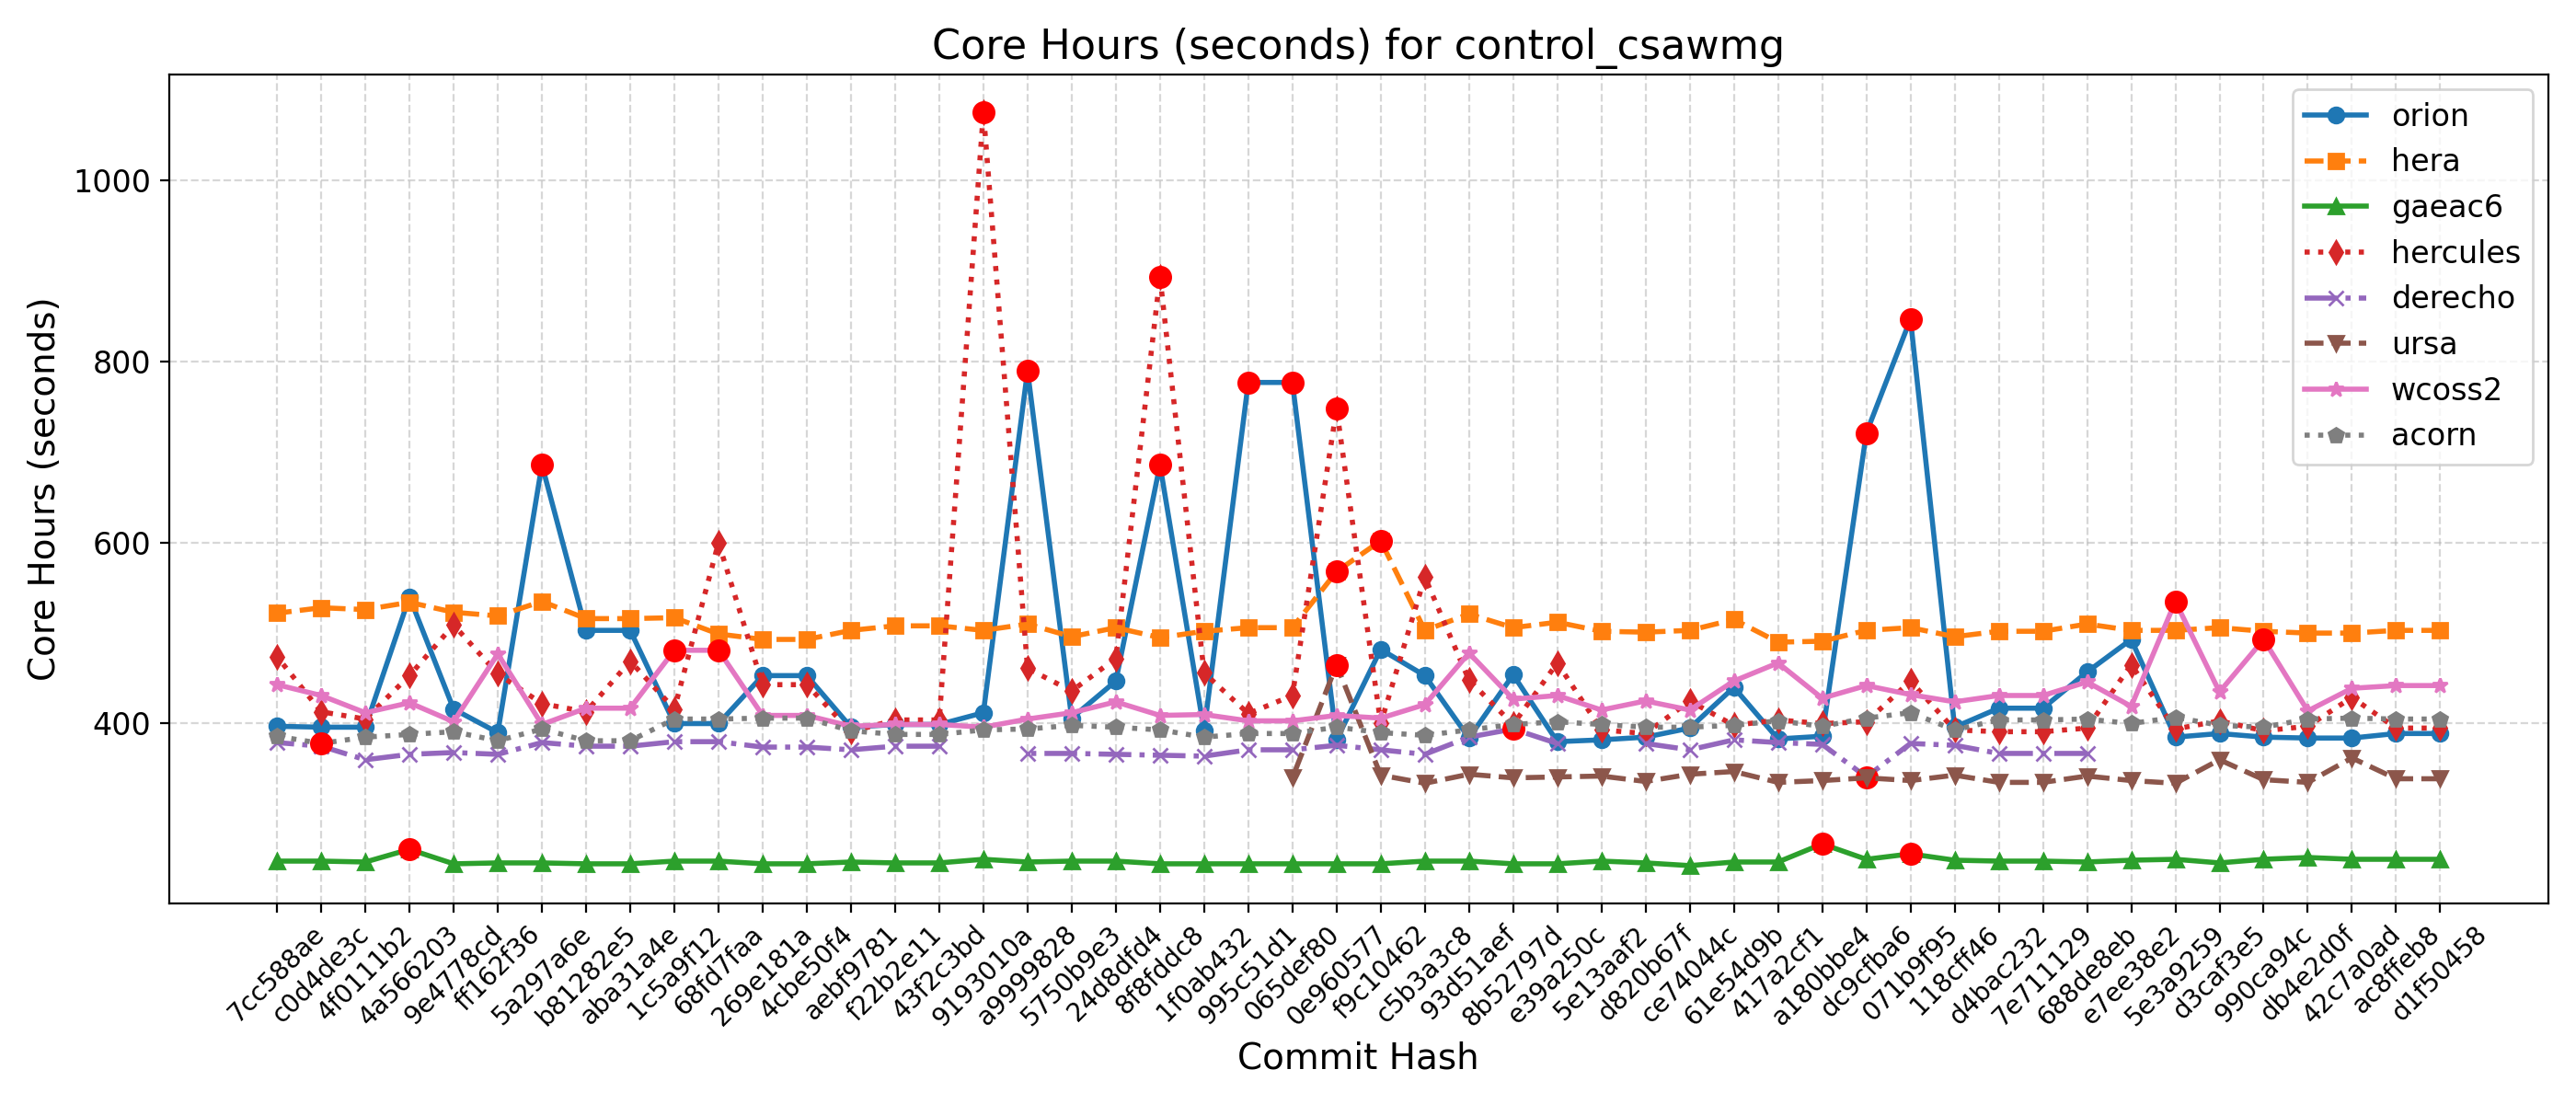 Core Hours (seconds) for control_csawmg
Core Hours (seconds)
1000
800
600
400
orion
hera
gaeac6
hercules
derecho
ursa
wcoss2
acorn
7cc588ae
c0d4de3c
4f0111b2
4a566203
9e4778cd
ff162f36
5a297a6e
b81282e5
aba31a4e
1c5a9f12
68fd7faa
269e181a
4cbe50f4
aebf9781
f22b2e11
43f2c3bd
9193010a
a9999828
5750b9e3
24d8dfd4
8f8fddc8
1f0ab432
995c51d1
065def80
0e960577
f9c10462
c5b3a3c8
93d51aef
8b52797d
e39a250c
5e13aaf2
d820b67f
ce74044c
61e54d9b
417a2cf1
a180bbe4
dc9cfba6
071b9f95
118cff46
d4bac232
7e711129
688de8eb
e7ee38e2
5e3a9259
d3caf3e5
990ca94c
db4e2d0f
42c7a0ad
ac8ffeb8
d1f50458
Commit Hash